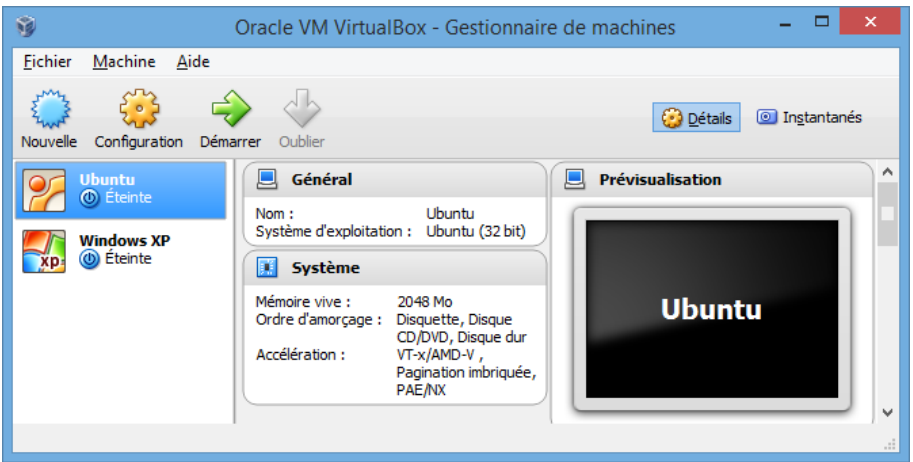 Oracle VM VirtualBox - Gestionnaire de machines
Fichier Machine Aide
Nouvelle Configuration Démarrer Oublier
Détails Instantanés
Ubuntu
Éteinte
Windows XP
Éteinte
xp
Général
Nom : Ubuntu
Système d'exploitation : Ubuntu (32 bit)
Système
Mémoire vive : 2048 Mo
Ordre d'amorçage : Disquette, Disque
CD/DVD, Disque dur
Accélération : VT-x/AMD-V ,
Pagination imbriquée,
PAE/NX
Prévisualisation
Ubuntu